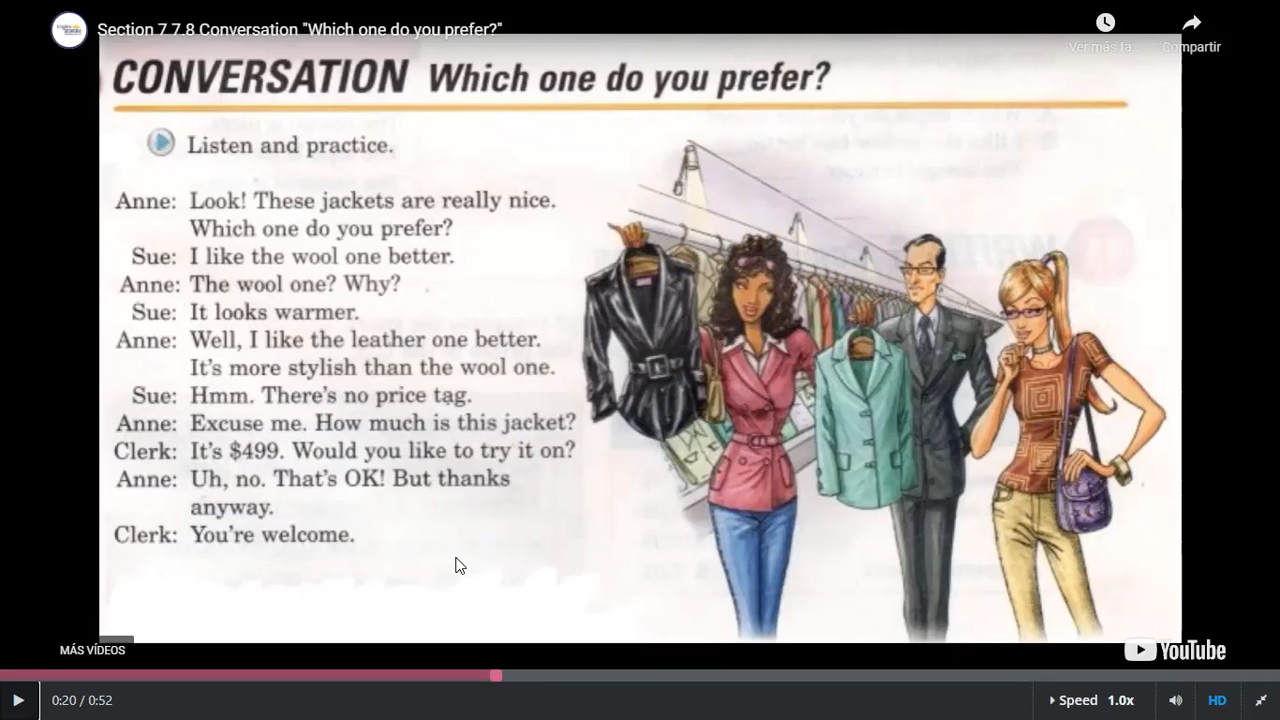 Section 7 7.8 Conversation "Which one do you prefer?"
Ver más ta...
Compartir
CONVERSATION Which one do you prefer?
Listen and practice.
Anne: Look! These jackets are really nice.
Which one do you prefer?
Sue: I like the wool one better.
Anne: The wool one? Why?
Sue: It looks warmer.
Anne: Well, I like the leather one better.
It's more stylish than the wool one.
Sue: Hmm. There's no price tag.
Anne: Excuse me. How much is this jacket?
Clerk: It's $499. Would you like to try it on?
Anne: Uh, no. That's OK! But thanks
anyway.
Clerk: You're welcome.
MÁS VÍDEOS
YouTube
0:20 / 0:52
Speed 1.0x
HD